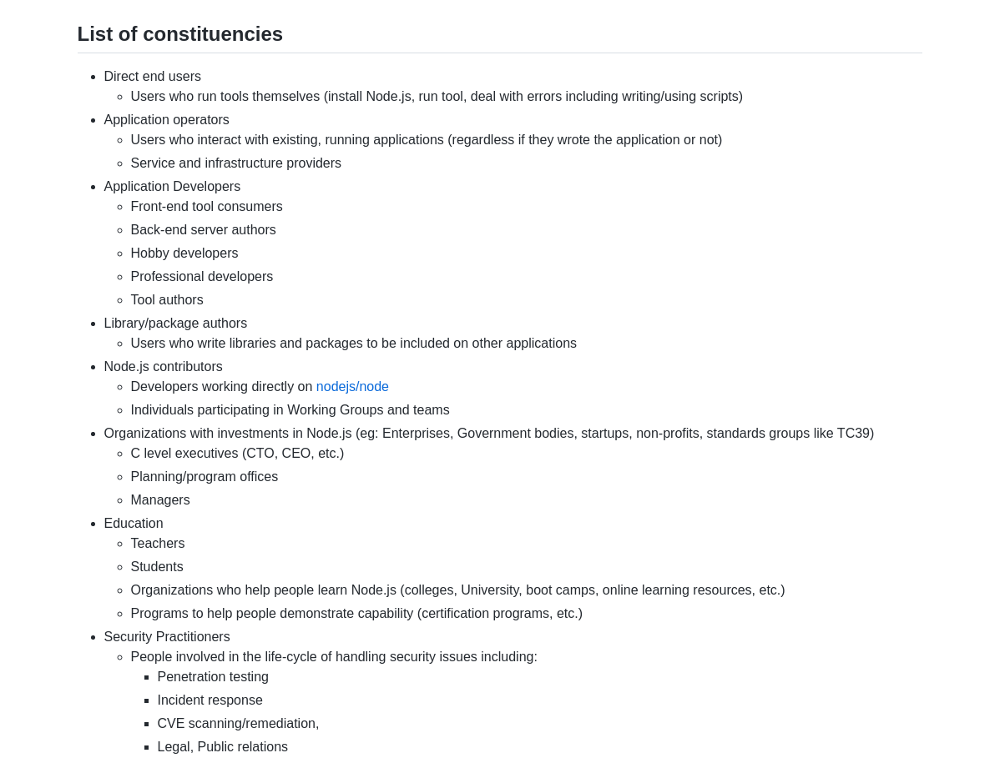 List of constituencies
Direct end users
Users who run tools themselves (install Node.js, run tool, deal with errors including writing/using scripts)
Application operators
Users who interact with existing, running applications (regardless if they wrote the application or not)
Service and infrastructure providers
Application Developers
Front-end tool consumers
Back-end server authors
Hobby developers
Professional developers
Tool authors
Library/package authors
Users who write libraries and packages to be included on other applications
Node.js contributors
Developers working directly on nodejs/node
Individuals participating in Working Groups and teams
Organizations with investments in Node.js (eg: Enterprises, Government bodies, startups, non-profits, standards groups like TC39)
C level executives (CTO, CEO, etc.)
Planning/program offices
Managers
Education
Teachers
Students
Organizations who help people learn Node.js (colleges, University, boot camps, online learning resources, etc.)
Programs to help people demonstrate capability (certification programs, etc.)
Security Practitioners
People involved in the life-cycle of handling security issues including:
Penetration testing
Incident response
CVE scanning/remediation,
Legal, Public relations